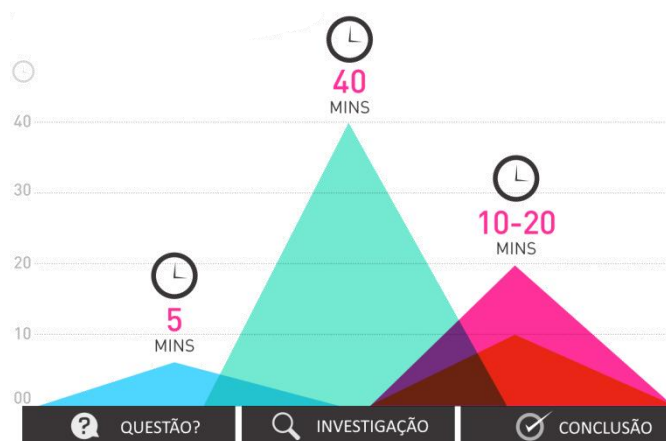 40
MINS
40
30
10-20
MINS
20
5
MINS
10
00
QUESTÃO?
INVESTIGAÇÃO
CONCLUSÃO